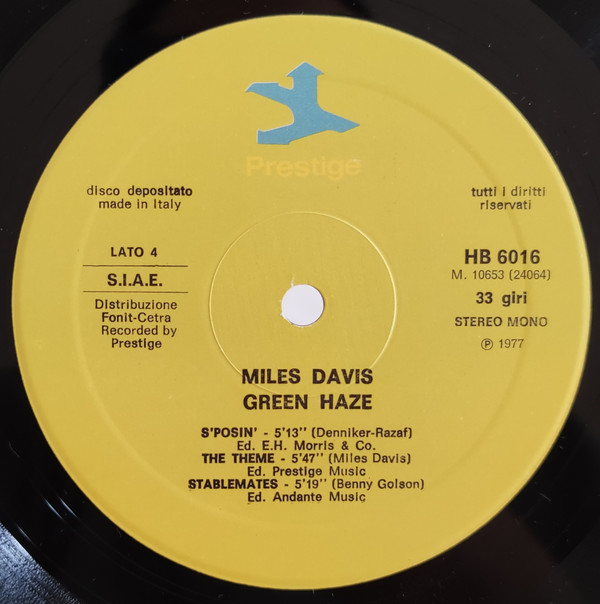 Prestige
disco depositato
made in Italy
tutti i diritti
riservati
LATO 4
S.I.A.E.
Distribuzione
Fonit-Cetra
Recorded by
Prestige
HB 6016
M. 10653 (24064)
33 giri
STEREO MONO
℗ 1977
MILES DAVIS
GREEN HAZE
S'POSIN' - 5'13'' (Denniker-Razaf)
Ed. E.H. Morris & Co.
THE THEME - 5'47'' (Miles Davis)
Ed. Prestige Music
STABLEMATES - 5'19'' (Benny Golson)
Ed. Andante Music